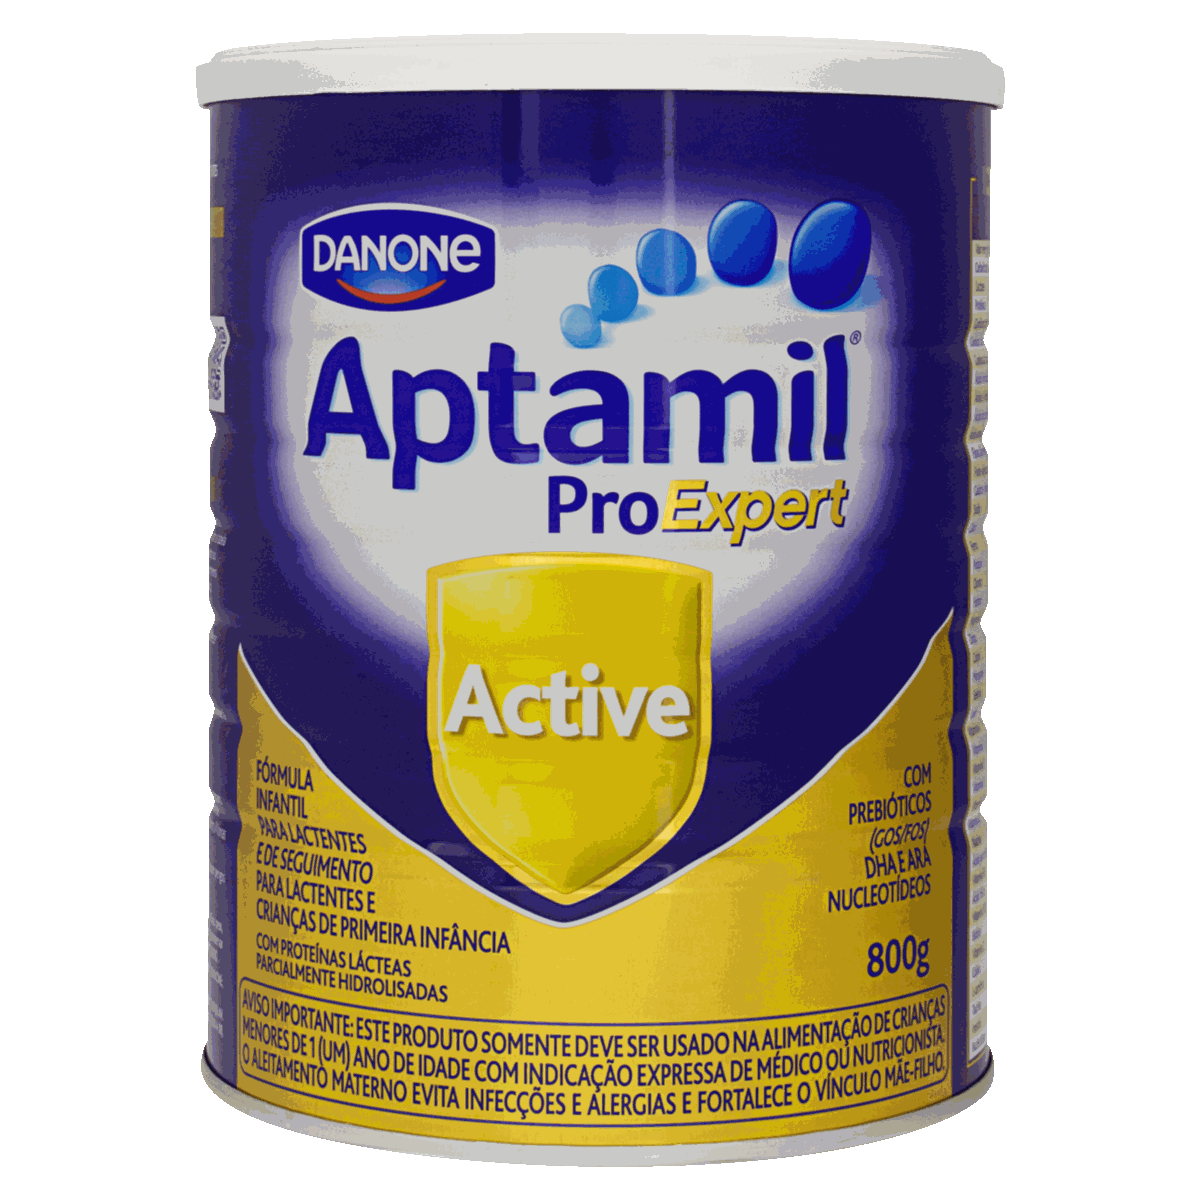 DANONE
Aptamil®
ProExpert
Active
FÓRMULA
INFANTIL
PARA LACTENTES
E DE SEGUIMENTO
PARA LACTENTES E
CRIANÇAS DE PRIMEIRA INFÂNCIA
COM PROTEÍNAS LÁCTEAS
PARCIALMENTE HIDROLISADAS
COM
PREBIÓTICOS
(GOS/FOS)
DHA E ARA
NUCLEOTÍDEOS
800g
AVISO IMPORTANTE: ESTE PRODUTO SOMENTE DEVE SER USADO NA ALIMENTAÇÃO DE CRIANÇAS
MENORES DE 1 (UM) ANO DE IDADE COM INDICAÇÃO EXPRESSA DE MÉDICO OU NUTRICIONISTA.
O ALEITAMENTO MATERNO EVITA INFECÇÕES E ALERGIAS E FORTALECE O VÍNCULO MÃE-FILHO.